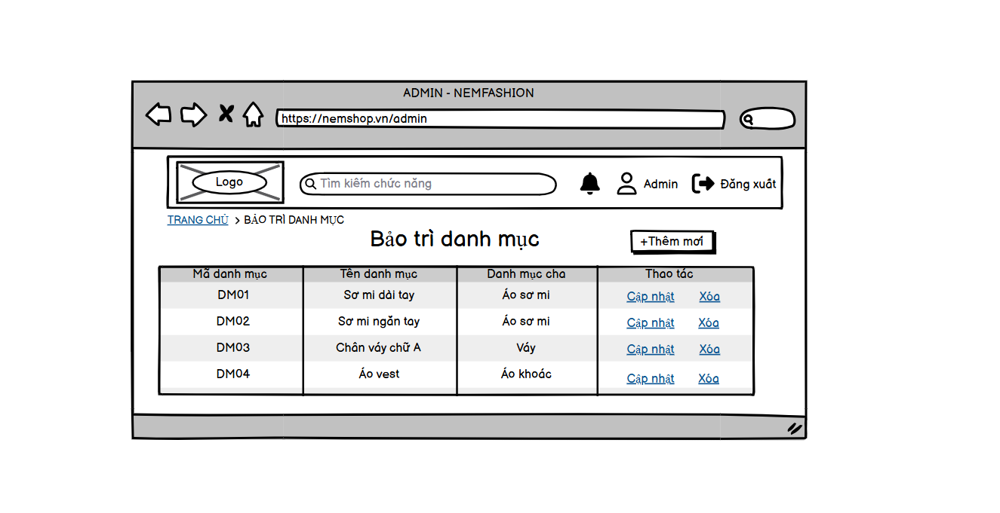 ADMIN - NEMFASHION
https://nemshop.vn/admin
Logo
Tìm kiếm chức năng
Admin
Đăng xuất
TRANG CHỦ > BẢO TRÌ DANH MỤC
Bảo trì danh mục
+Thêm mơi
Mã danh mục Tên danh mục Danh mục cha Thao tác
DM01 Sơ mi dài tay Áo sơ mi Cập nhật Xóa
DM02 Sơ mi ngắn tay Áo sơ mi Cập nhật Xóa
DM03 Chân váy chữ A Váy Cập nhật Xóa
DM04 Áo vest Áo khoác Cập nhật Xóa